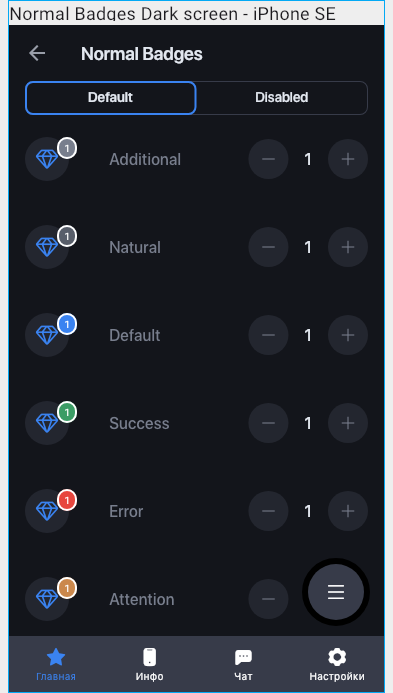 Normal Badges Dark screen - iPhone SE
Normal Badges
Default Disabled
1 Additional 1
1 Natural 1
1 Default 1
1 Success 1
1 Error 1
1 Attention
Главная Инфо Чат Настройки